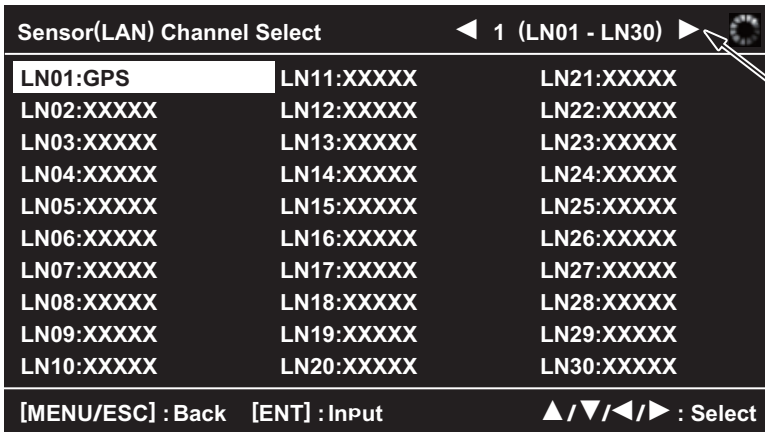 Sensor(LAN) Channel Select ◀ 1 (LN01 - LN30) ▶
LN01:GPS LN11:XXXXX LN21:XXXXX
LN02:XXXXX LN12:XXXXX LN22:XXXXX
LN03:XXXXX LN13:XXXXX LN23:XXXXX
LN04:XXXXX LN14:XXXXX LN24:XXXXX
LN05:XXXXX LN15:XXXXX LN25:XXXXX
LN06:XXXXX LN16:XXXXX LN26:XXXXX
LN07:XXXXX LN17:XXXXX LN27:XXXXX
LN08:XXXXX LN18:XXXXX LN28:XXXXX
LN09:XXXXX LN19:XXXXX LN29:XXXXX
LN10:XXXXX LN20:XXXXX LN30:XXXXX
[MENU/ESC] : Back [ENT] : Input ▲/▼/◀/▶ : Select